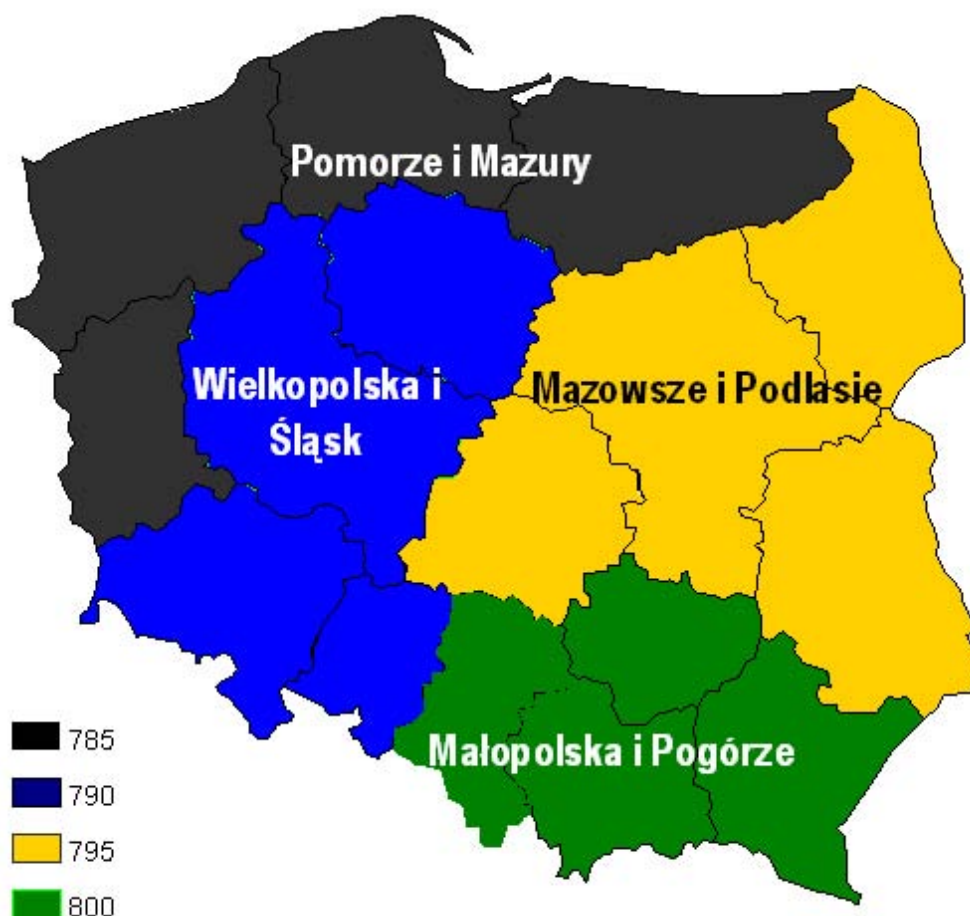 Pomorze i Mazury
Wielkopolska i
Śląsk
Mazowsze i Podlasie
Małopolska i Pogórze
785
790
795
800